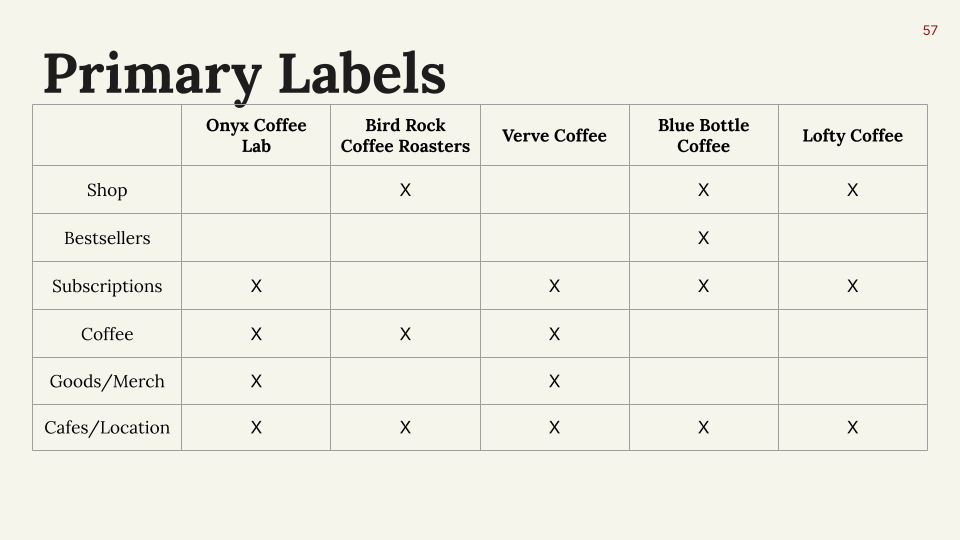 57
Primary Labels
Onyx Coffee Lab Bird Rock Coffee Roasters Verve Coffee Blue Bottle Coffee Lofty Coffee
Shop X X X
Bestsellers X
Subscriptions X X X X
Coffee X X X
Goods/Merch X X
Cafes/Location X X X X X